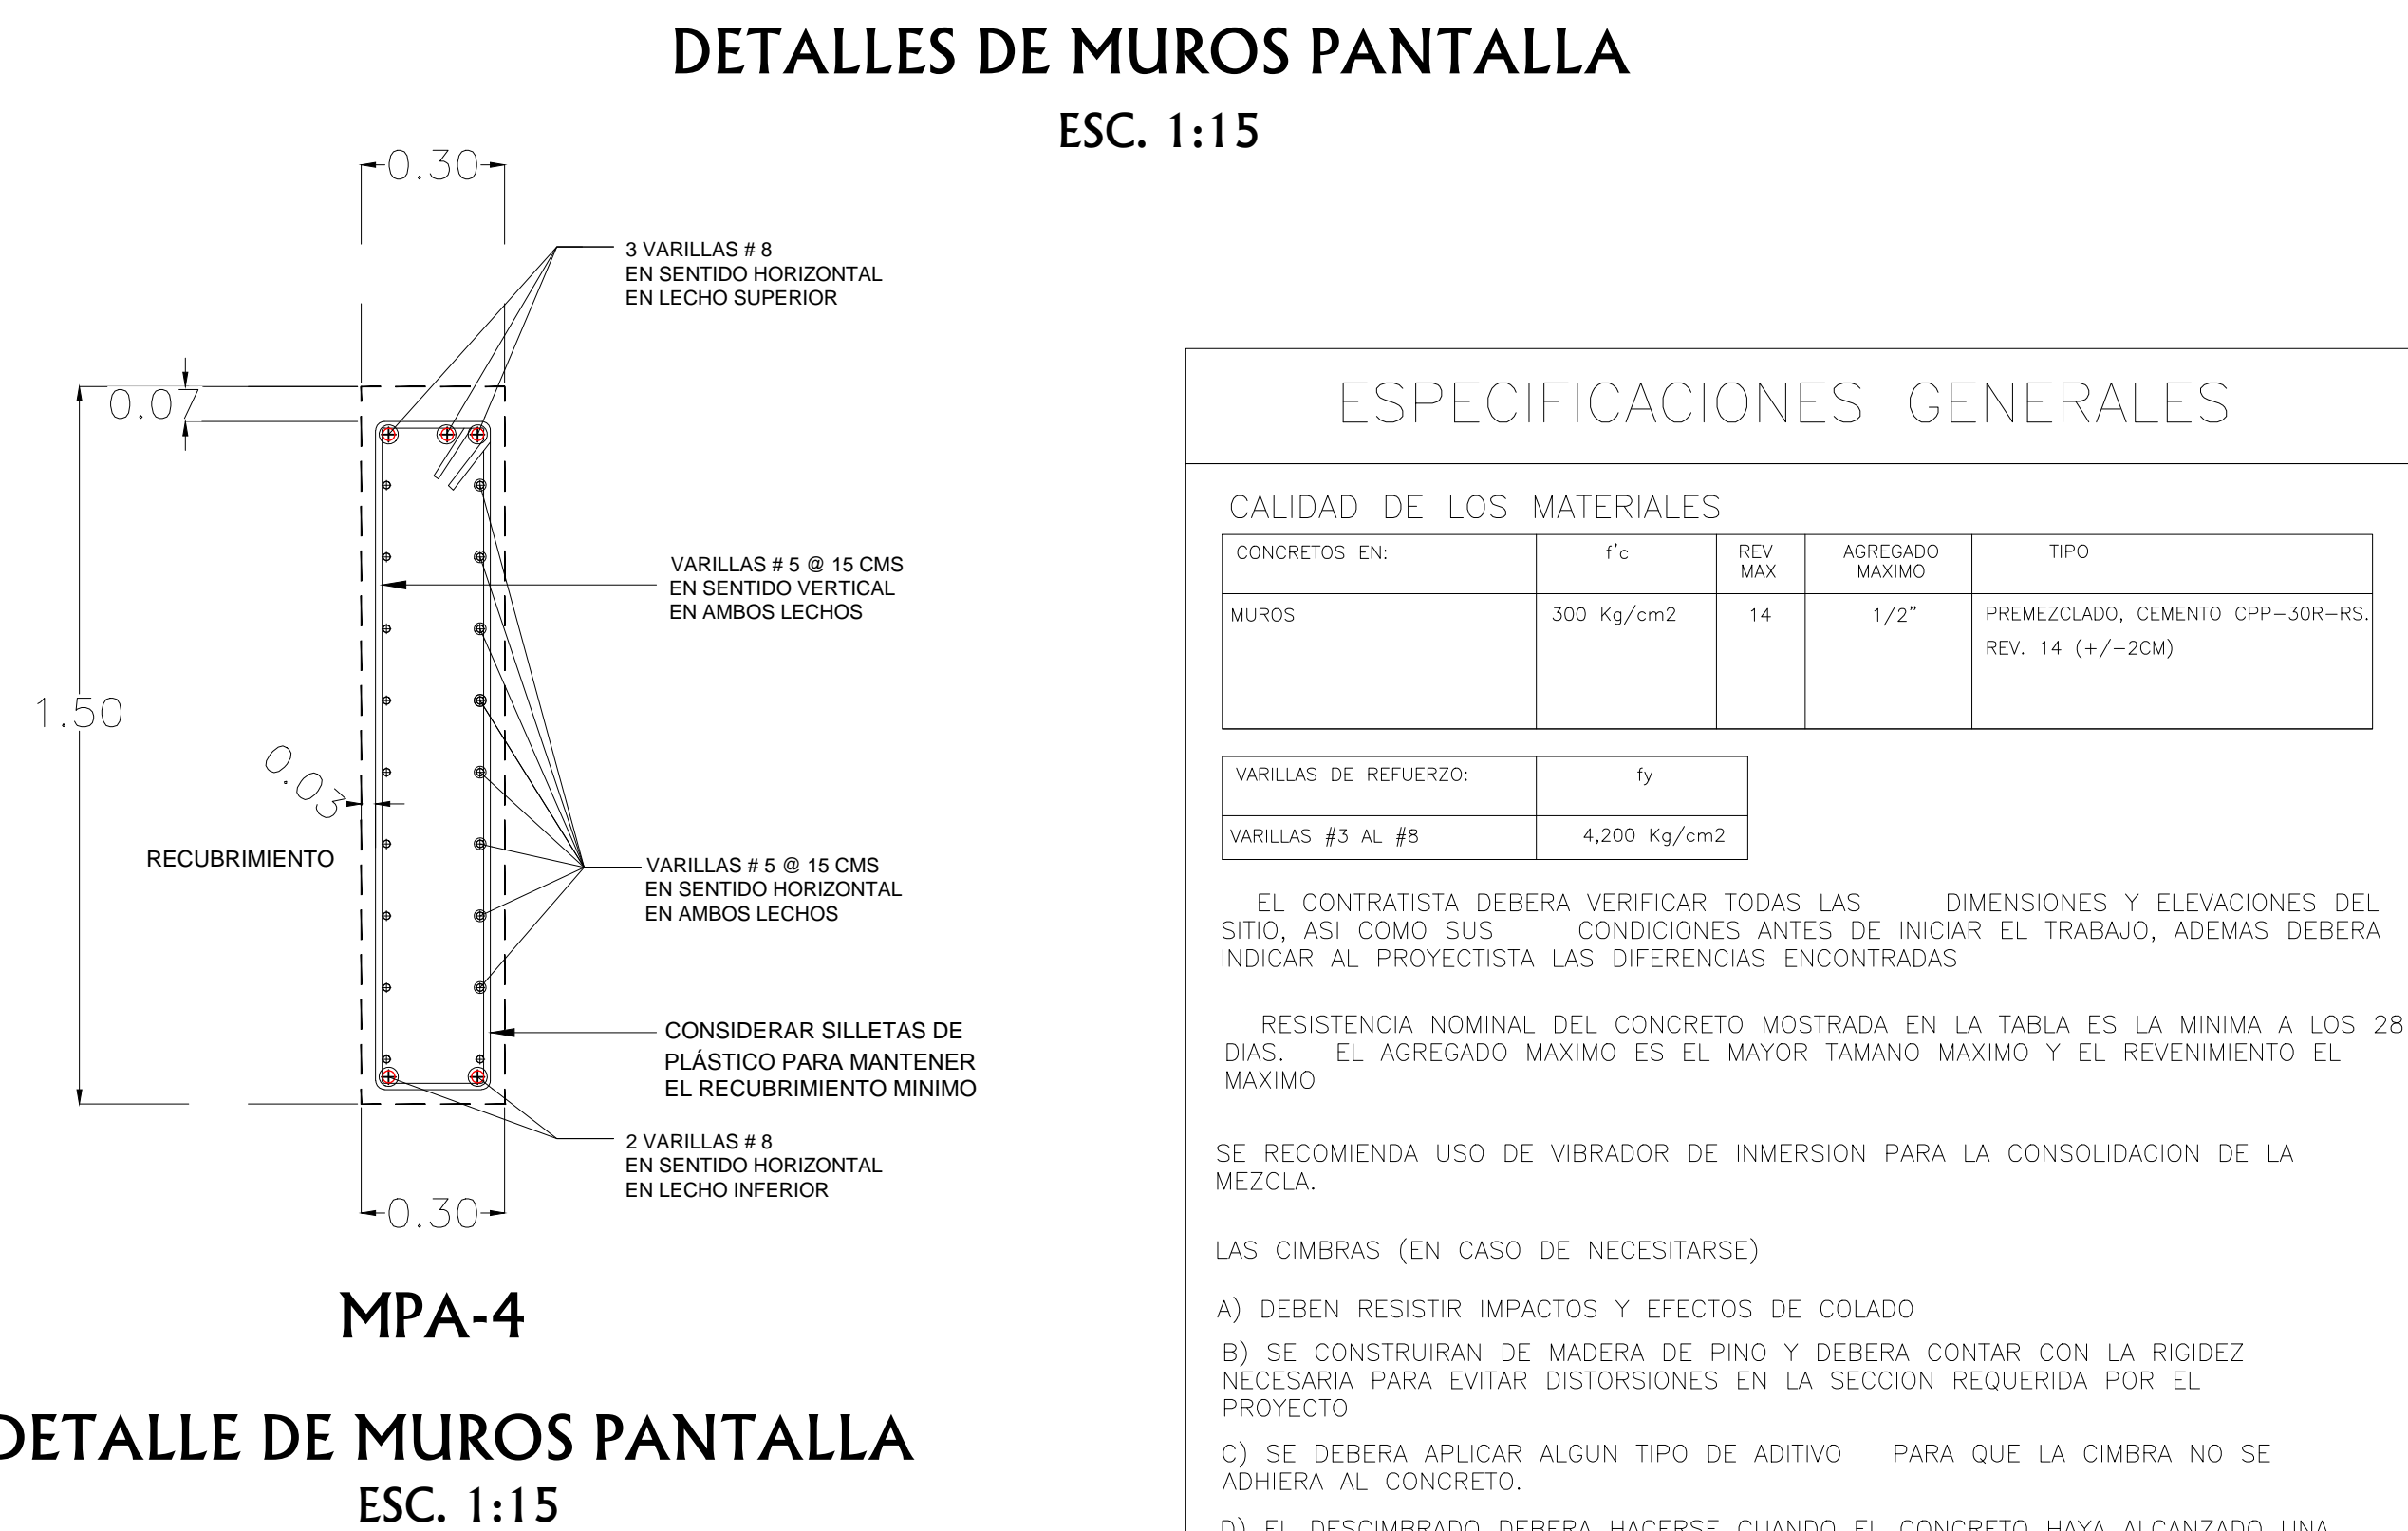 DETALLES DE MUROS PANTALLA
ESC. 1:15
0.30
3 VARILLAS # 8
EN SENTIDO HORIZONTAL
EN LECHO SUPERIOR
0.07
VARILLAS # 5 @ 15 CMS
EN SENTIDO VERTICAL
EN AMBOS LECHOS
1.50
0.03
RECUBRIMIENTO
VARILLAS # 5 @ 15 CMS
EN SENTIDO HORIZONTAL
EN AMBOS LECHOS
CONSIDERAR SILLETAS DE
PLÁSTICO PARA MANTENER
EL RECUBRIMIENTO MINIMO
2 VARILLAS # 8
EN SENTIDO HORIZONTAL
EN LECHO INFERIOR
0.30
MPA-4
DETALLE DE MUROS PANTALLA
ESC. 1:15
ESPECIFICACIONES GENERALES
CALIDAD DE LOS MATERIALES
CONCRETOS EN: f'c REV MAX AGREGADO MAXIMO TIPO
MUROS 300 Kg/cm2 14 1/2" PREMEZCLADO, CEMENTO CPP-30R-RS.
REV. 14 (+/-2CM)
VARILLAS DE REFUERZO: fy
VARILLAS #3 AL #8 4,200 Kg/cm2
EL CONTRATISTA DEBERA VERIFICAR TODAS LAS DIMENSIONES Y ELEVACIONES DEL
SITIO, ASI COMO SUS CONDICIONES ANTES DE INICIAR EL TRABAJO, ADEMAS DEBERA
INDICAR AL PROYECTISTA LAS DIFERENCIAS ENCONTRADAS
RESISTENCIA NOMINAL DEL CONCRETO MOSTRADA EN LA TABLA ES LA MINIMA A LOS 28
DIAS. EL AGREGADO MAXIMO ES EL MAYOR TAMANO MAXIMO Y EL REVENIMIENTO EL
MAXIMO
SE RECOMIENDA USO DE VIBRADOR DE INMERSION PARA LA CONSOLIDACION DE LA
MEZCLA.
LAS CIMBRAS (EN CASO DE NECESITARSE)
A) DEBEN RESISTIR IMPACTOS Y EFECTOS DE COLADO
B) SE CONSTRUIRAN DE MADERA DE PINO Y DEBERA CONTAR CON LA RIGIDEZ
NECESARIA PARA EVITAR DISTORSIONES EN LA SECCION REQUERIDA POR EL
PROYECTO
C) SE DEBERA APLICAR ALGUN TIPO DE ADITIVO PARA QUE LA CIMBRA NO SE
ADHIERA AL CONCRETO.
D) EL DESCIMBRADO DEBERA HACERSE CUANDO EL CONCRETO HAYA ALCANZADO UNA